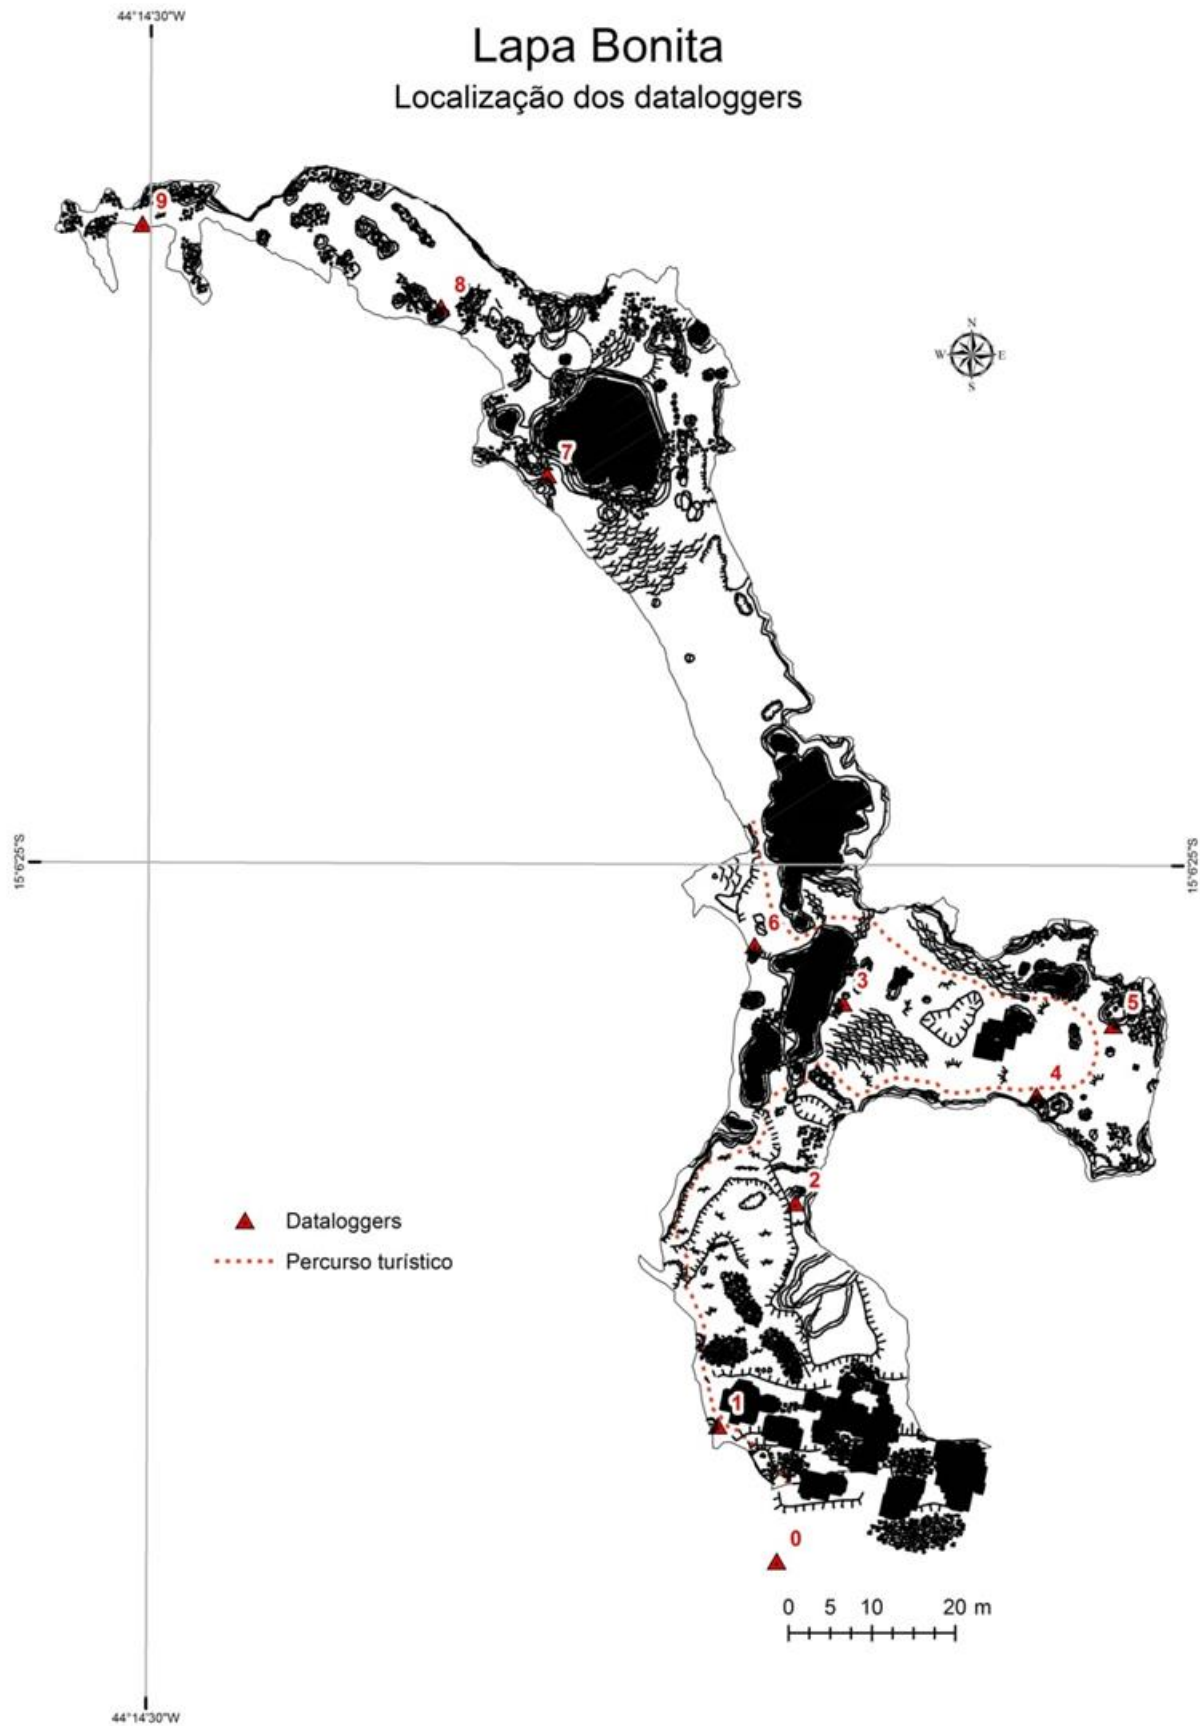 44°14'30"W
Lapa Bonita
Localização dos dataloggers
9
8
N
W E
S
7
15°6'25"S
15°6'25"S
6
3
5
4
2
Dataloggers
Percurso turístico
1
0
0 5 10 20 m
44°14'30"W